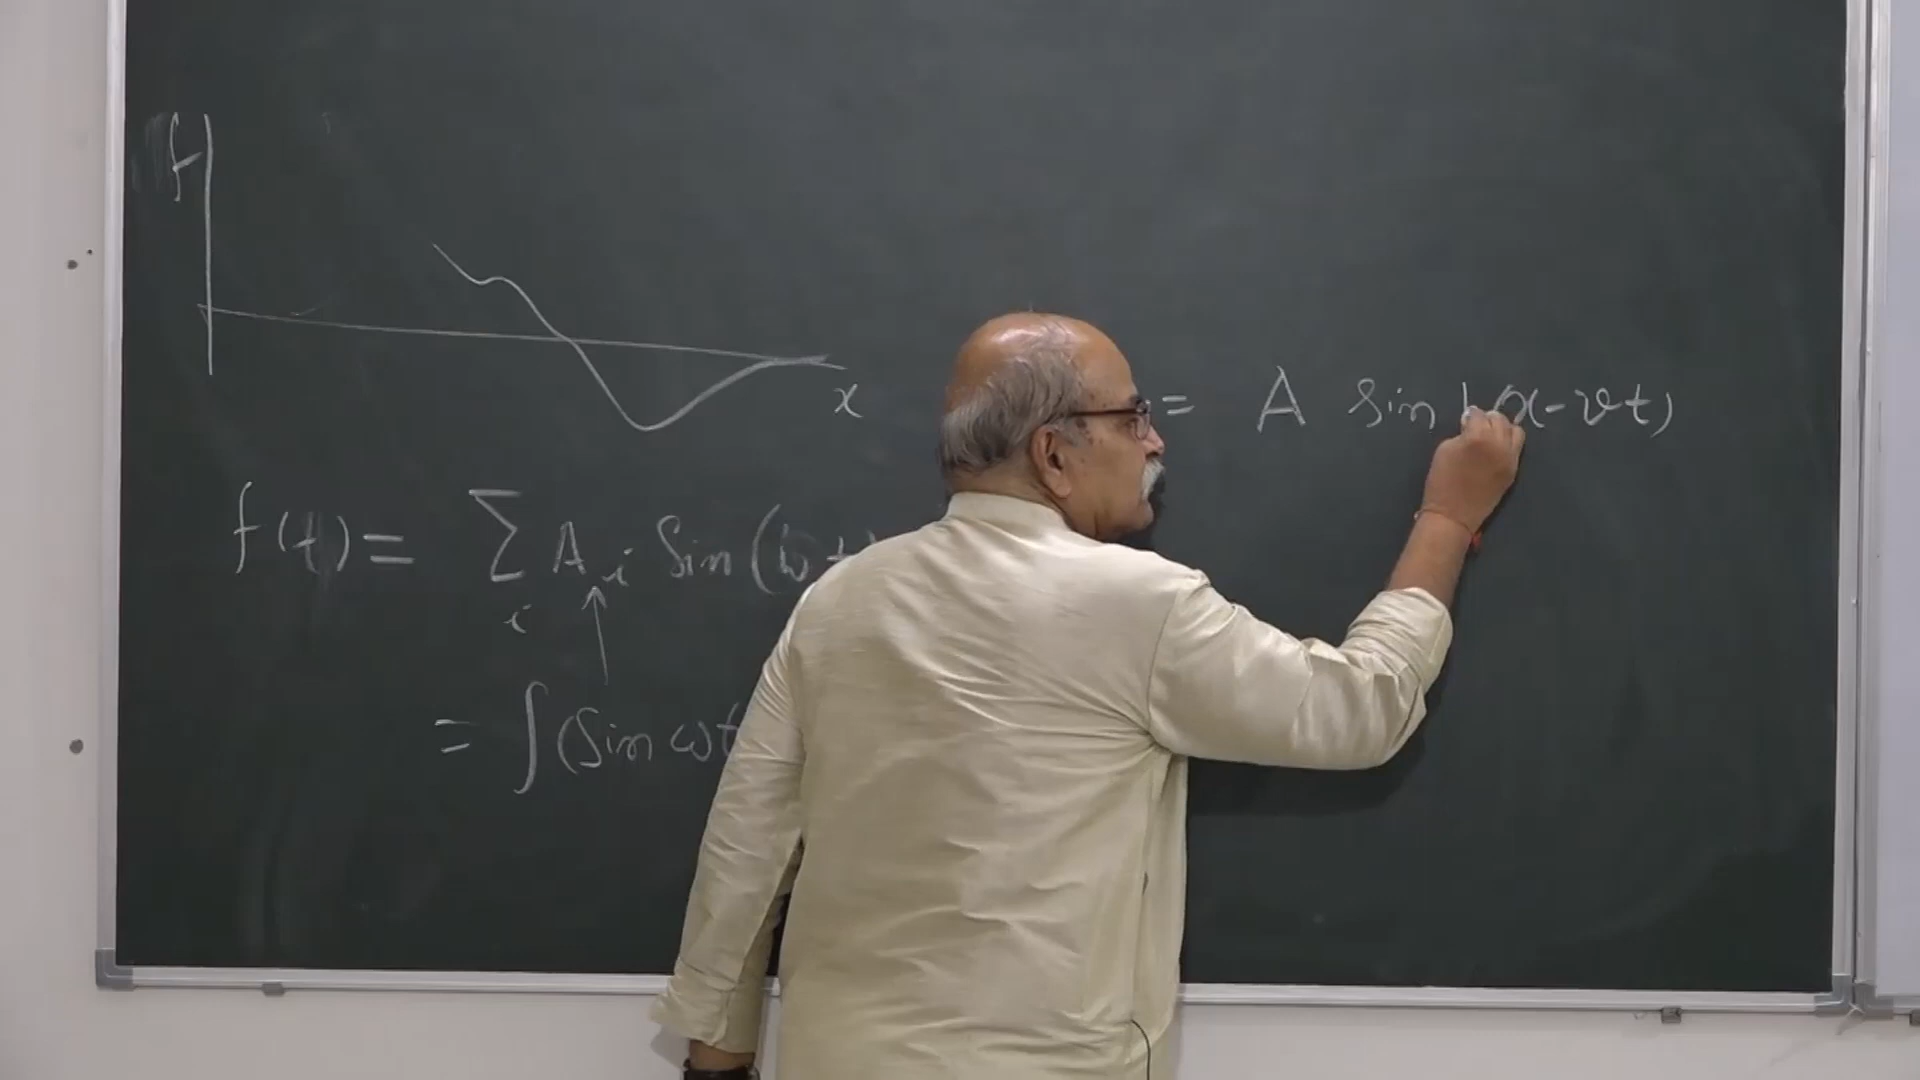 f
x
= A sin k(x-vt)
f(t) = Σ A i Sin (ω t
i
= ∫(Sin ωt